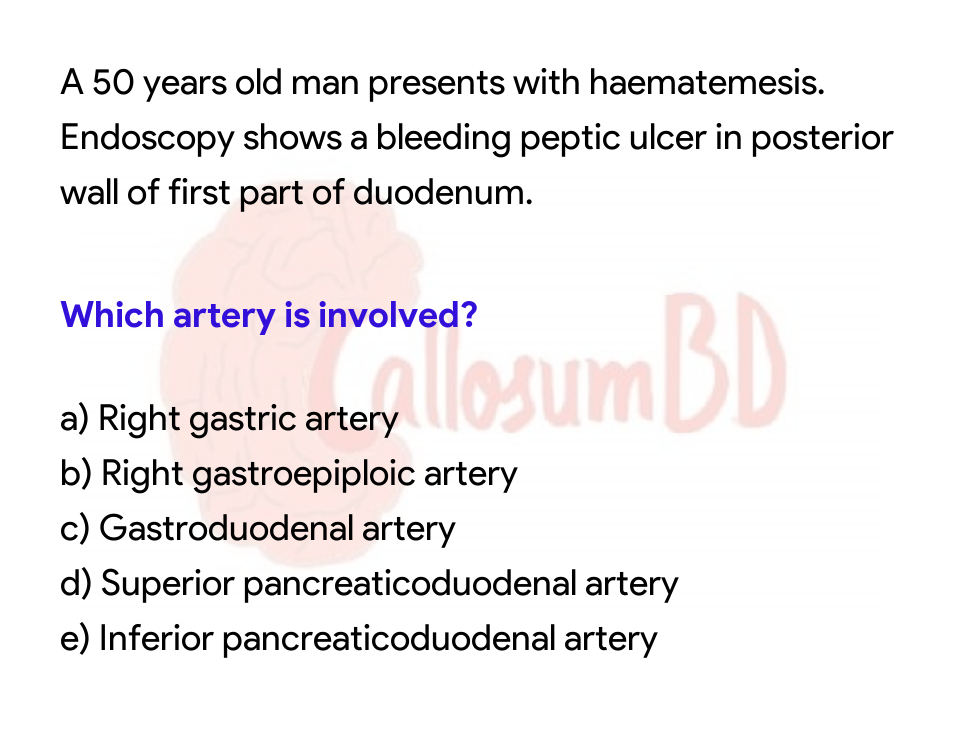 A 50 years old man presents with haematemesis.
Endoscopy shows a bleeding peptic ulcer in posterior
wall of first part of duodenum.
Which artery is involved?
CallosumBD
a) Right gastric artery
b) Right gastroepiploic artery
c) Gastroduodenal artery
d) Superior pancreaticoduodenal artery
e) Inferior pancreaticoduodenal artery